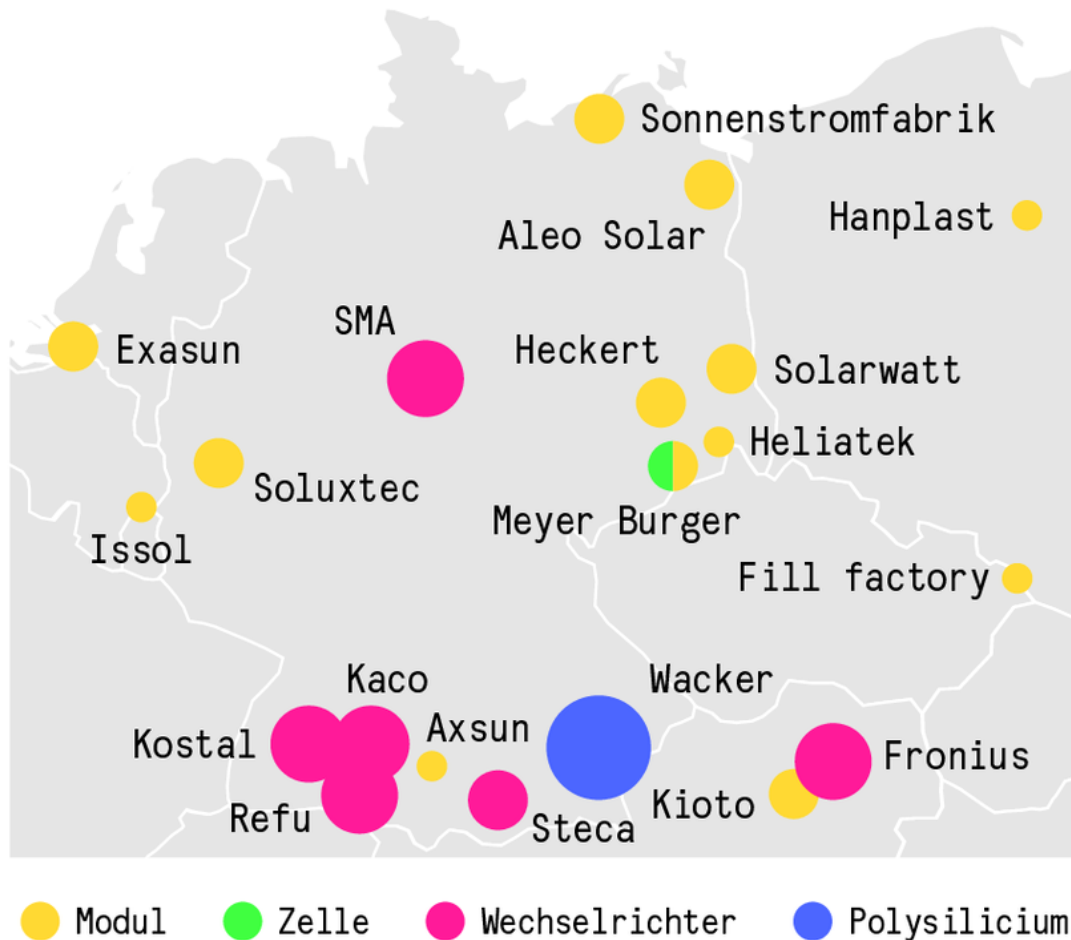 Sonnenstromfabrik
Hanplast
Aleo Solar
SMA
Exasun
Heckert
Solarwatt
Heliatek
Soluxtec
Meyer Burger
Issol
Fill factory
Kaco
Wacker
Kostal
Axsun
Fronius
Refu
Steca
Kioto
Modul
Zelle
Wechselrichter
Polysilicium